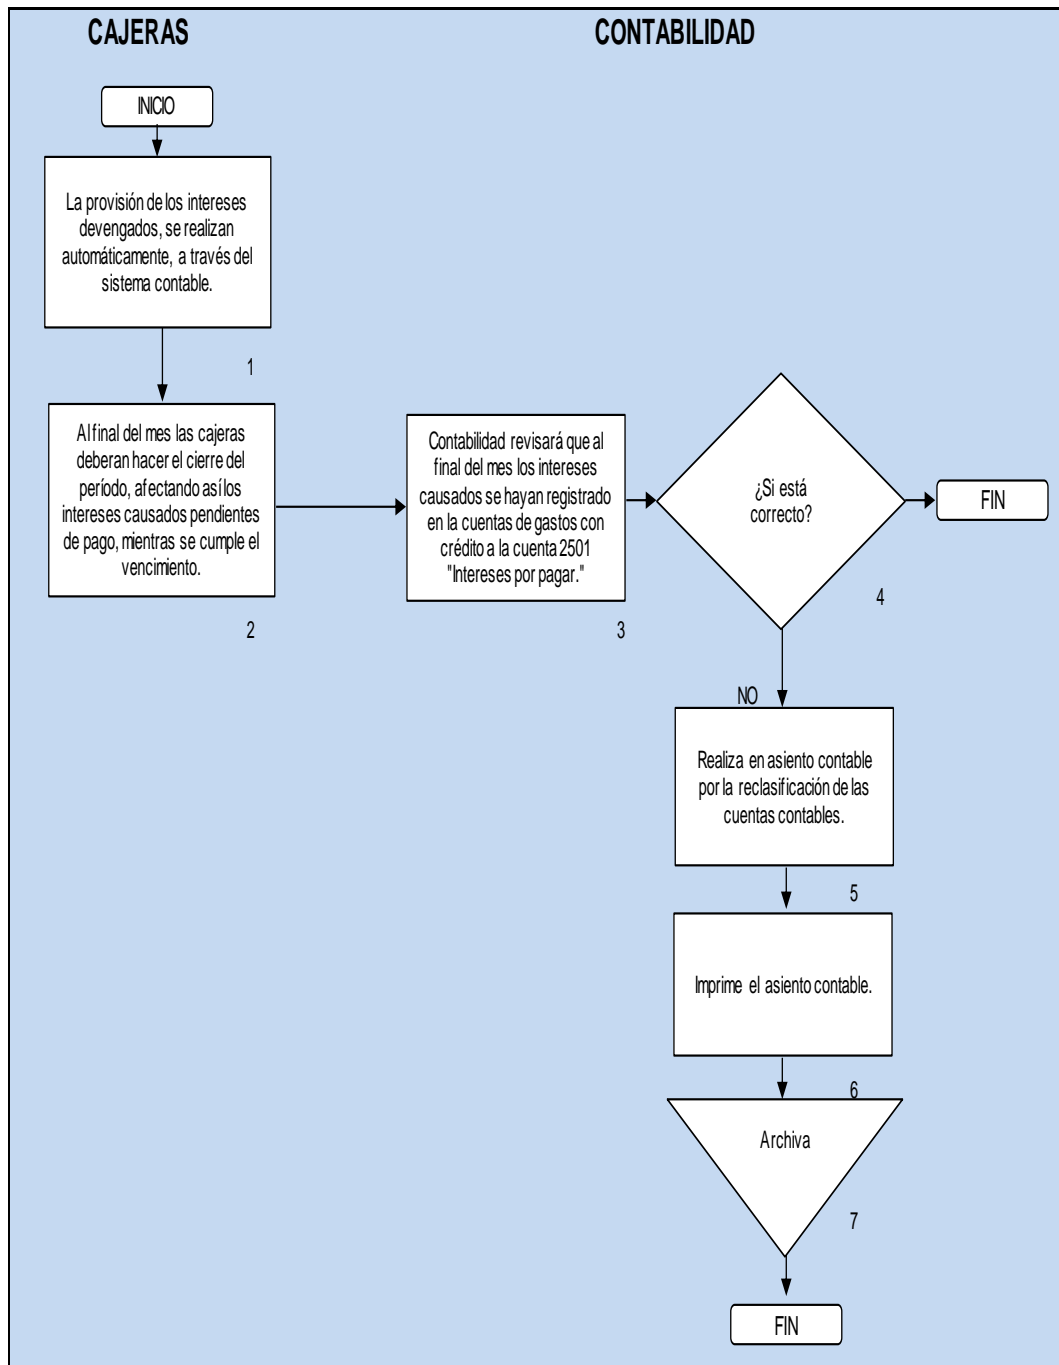 CAJERAS
CONTABILIDAD
INICIO
La provisión de los intereses
devengados, se realizan
automáticamente, a través del
sistema contable.
1
Al final del mes las cajeras
deberan hacer el cierre del
período, afectando así los
intereses causados pendientes
de pago, mientras se cumple el
vencimiento.
2
Contabilidad revisará que al
final del mes los intereses
causados se hayan registrado
en la cuentas de gastos con
crédito a la cuenta 2501
"Intereses por pagar."
3
¿Si está
correcto?
4
FIN
NO
Realiza en asiento contable
por la reclasificación de las
cuentas contables.
5
Imprime el asiento contable.
6
Archiva
7
FIN